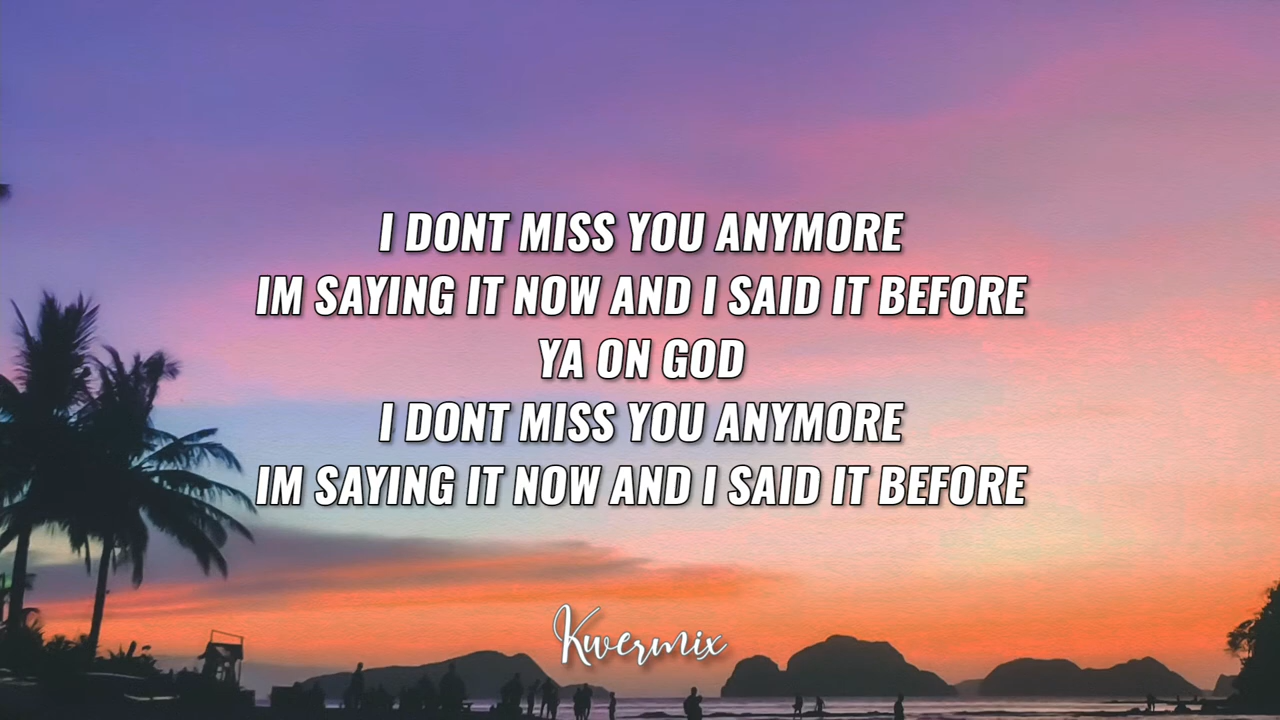 I DONT MISS YOU ANYMORE
IM SAYING IT NOW AND I SAID IT BEFORE
YA ON GOD
I DONT MISS YOU ANYMORE
IM SAYING IT NOW AND I SAID IT BEFORE
Kwermix